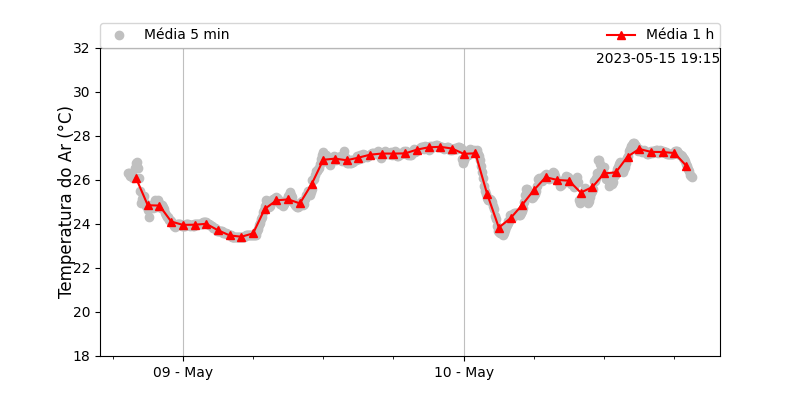 Média 5 min
Média 1 h
2023-05-15 19:15
Temperatura do Ar (°C)
32
30
28
26
24
22
20
18
09 - May
10 - May